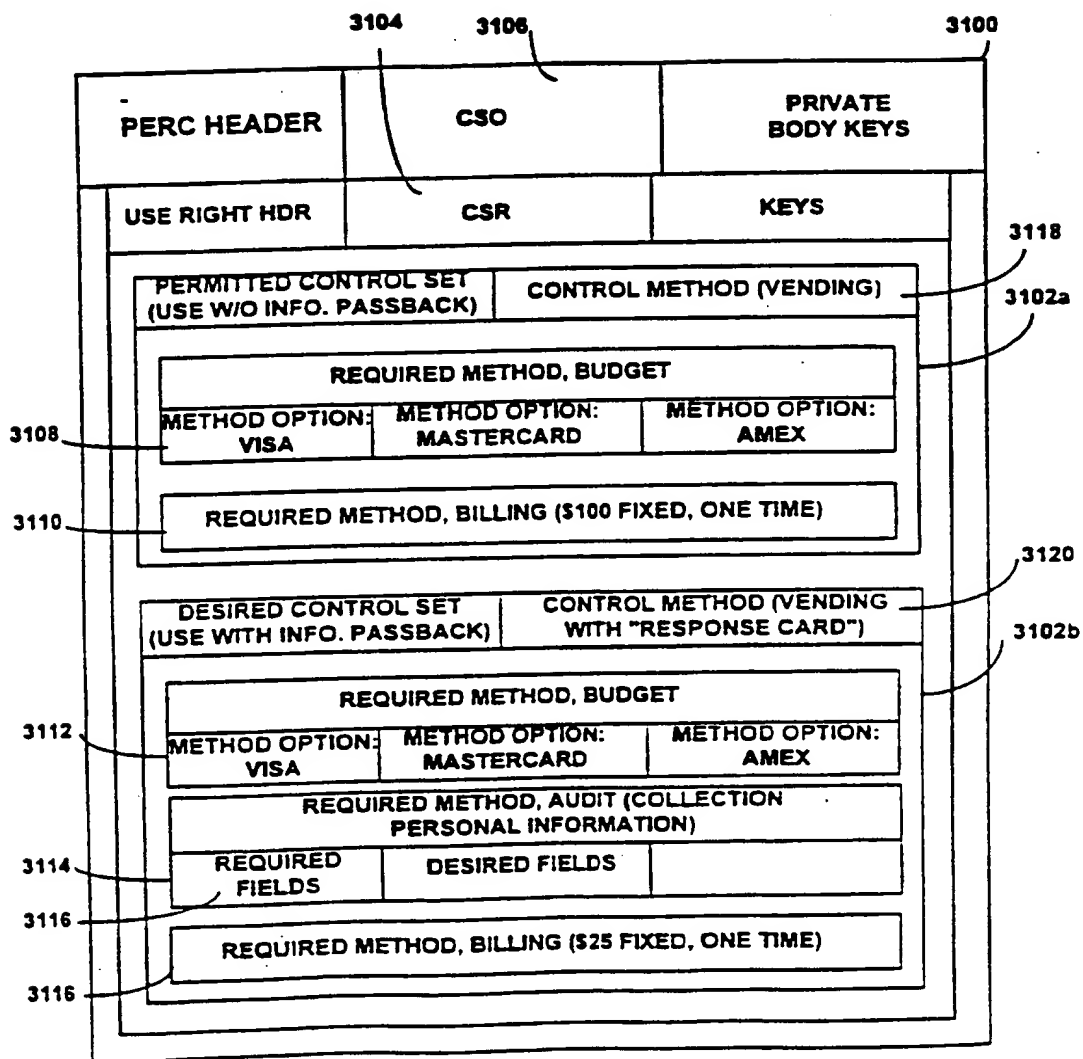 3104
3106
3100
PERC HEADER
CSO
PRIVATE
BODY KEYS
USE RIGHT HDR
CSR
KEYS
3118
PERMITTED CONTROL SET
(USE W/O INFO. PASSBACK)
CONTROL METHOD (VENDING)
3102a
REQUIRED METHOD, BUDGET
3108
METHOD OPTION:
VISA
METHOD OPTION:
MASTERCARD
METHOD OPTION:
AMEX
3110
REQUIRED METHOD, BILLING ($100 FIXED, ONE TIME)
3120
DESIRED CONTROL SET
(USE WITH INFO. PASSBACK)
CONTROL METHOD (VENDING
WITH "RESPONSE CARD")
3102b
REQUIRED METHOD, BUDGET
3112
METHOD OPTION:
VISA
METHOD OPTION:
MASTERCARD
METHOD OPTION:
AMEX
REQUIRED METHOD, AUDIT (COLLECTION
PERSONAL INFORMATION)
3114
REQUIRED
FIELDS
DESIRED FIELDS
3116
REQUIRED METHOD, BILLING ($25 FIXED, ONE TIME)
3116